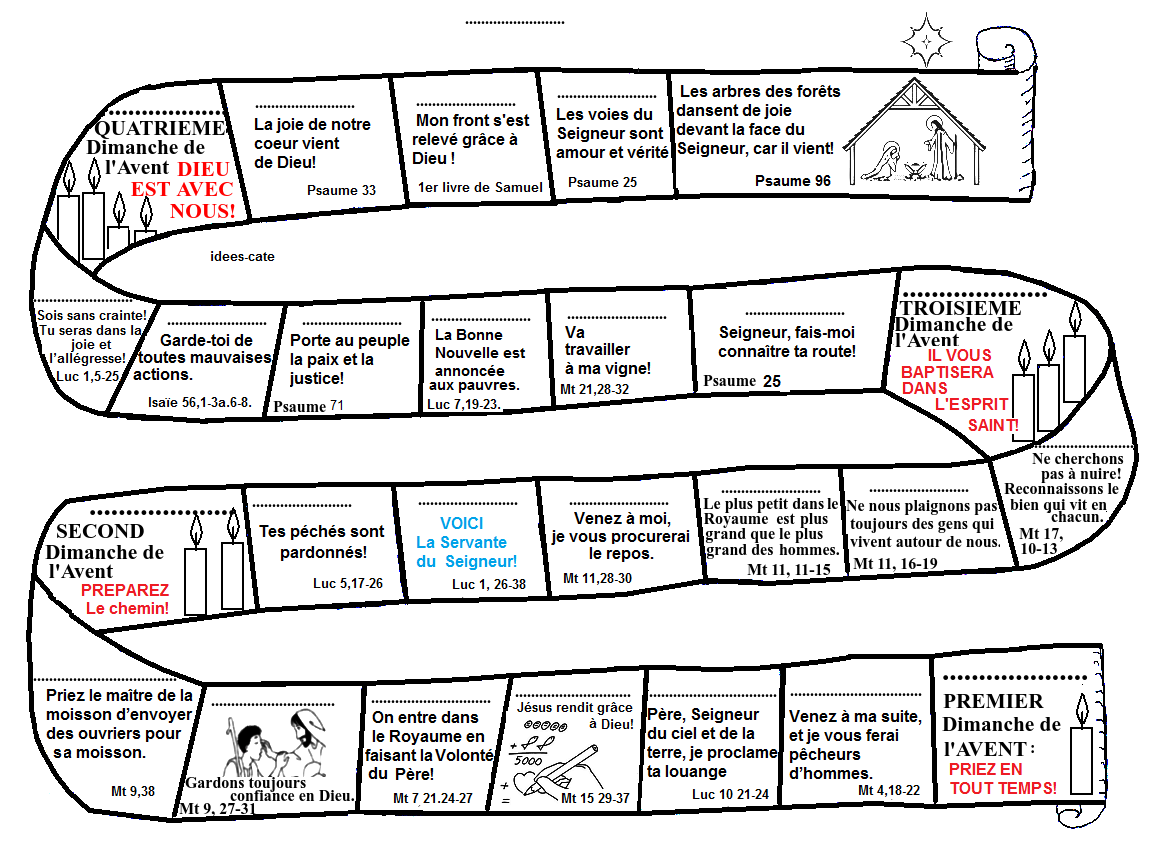 ..........................
QUATRIEME
Dimanche de
l'Avent DIEU
EST AVEC
NOUS!
La joie de notre
coeur vient
de Dieu!
Psaume 33
Mon front s'est
relevé grâce à
Dieu !
1er livre de Samuel
Les voies du
Seigneur sont
amour et vérité
Psaume 25
Les arbres des forêts
dansent de joie
devant la face du
Seigneur, car il vient!
Psaume 96
idees-cate
Sois sans crainte!
Tu seras dans la
joie et
l'allégresse!
Luc 1,5-25
Garde-toi de
toutes mauvaises
actions.
Isaïe 56,1-3a.6-8.
Porte au peuple
la paix et la
justice!
Psaume 71
La Bonne
Nouvelle est
annoncée
aux pauvres.
Luc 7,19-23.
Va
travailler
à ma vigne!
Mt 21,28-32
Seigneur, fais-moi
connaître ta route!
Psaume 25
TROISIEME
Dimanche de
l'Avent
IL VOUS
BAPTISERA
DANS
L'ESPRIT
SAINT!
SECOND
Dimanche de
l'Avent
PREPAREZ
Le chemin!
Tes péchés sont
pardonnés!
Luc 5,17-26
VOICI
La Servante
du Seigneur!
Luc 1, 26-38
Venez à moi,
je vous procurerai
le repos.
Mt 11,28-30
Le plus petit dans le
Royaume est plus
grand que le plus
grand des hommes.
Mt 11, 11-15
Ne nous plaignons pas
toujours des gens qui
vivent autour de nous.
Mt 11, 16-19
Ne cherchons
pas à nuire!
Reconnaissons le
bien qui vit en
chacun.
Mt 17,
10-13
Priez le maître de la
moisson d'envoyer
des ouvriers pour
sa moisson.
Mt 9,38
Gardons toujours
confiance en Dieu.
Mt 9, 27-31
On entre dans
le Royaume en
faisant la Volonté
du Père!
Mt 7 21.24-27
Jésus rendit grâce
à Dieu!
5000
+
=
Mt 15 29-37
Père, Seigneur
du ciel et de la
terre, je proclame
ta louange
Luc 10 21-24
Venez à ma suite,
et je vous ferai
pêcheurs
d'hommes.
Mt 4,18-22
PREMIER
Dimanche de
l'AVENT :
PRIEZ EN
TOUT TEMPS!